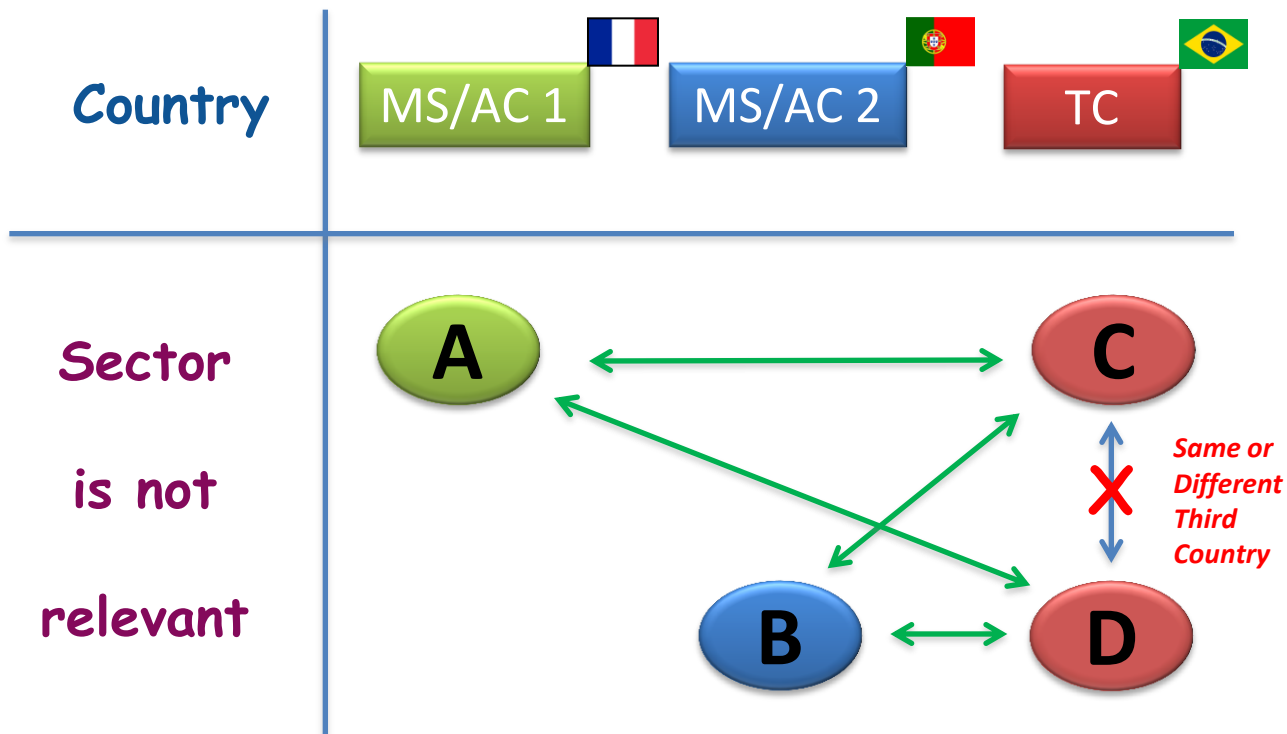 Country
MS/AC 1
MS/AC 2
TC
Sector
is not
relevant
A
C
Same or
Different
Third
Country
X
B
D